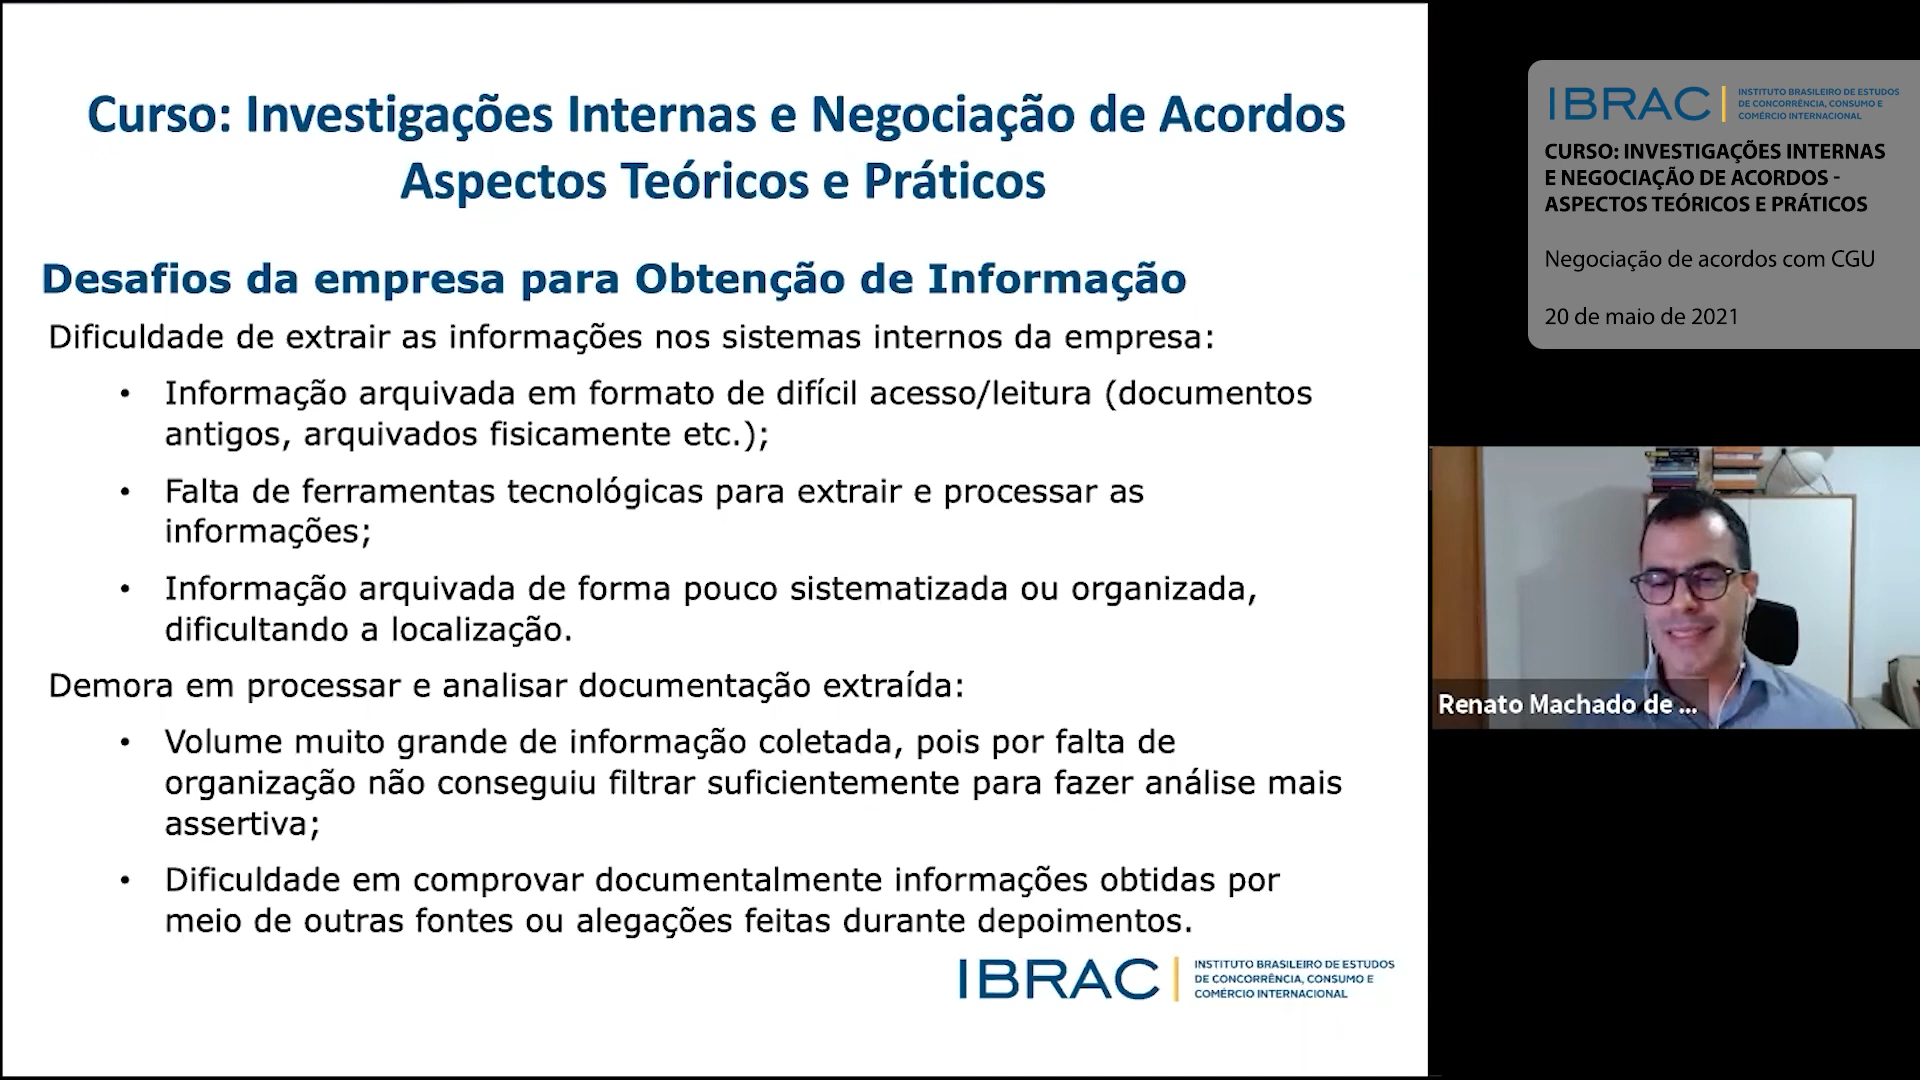 Curso: Investigações Internas e Negociação de Acordos
Aspectos Teóricos e Práticos
Desafios da empresa para Obtenção de Informação
Dificuldade de extrair as informações nos sistemas internos da empresa:
• Informação arquivada em formato de difícil acesso/leitura (documentos
antigos, arquivados fisicamente etc.);
• Falta de ferramentas tecnológicas para extrair e processar as
informações;
• Informação arquivada de forma pouco sistematizada ou organizada,
dificultando a localização.
Demora em processar e analisar documentação extraída:
• Volume muito grande de informação coletada, pois por falta de
organização não conseguiu filtrar suficientemente para fazer análise mais
assertiva;
• Dificuldade em comprovar documentalmente informações obtidas por
meio de outras fontes ou alegações feitas durante depoimentos.
IBRAC
INSTITUTO BRASILEIRO DE ESTUDOS
DE CONCORRÊNCIA, CONSUMO E
COMÉRCIO INTERNACIONAL
IBRAC
INSTITUTO BRASILEIRO DE ESTUDOS
DE CONCORRÊNCIA, CONSUMO E
COMÉRCIO INTERNACIONAL
CURSO: INVESTIGAÇÕES INTERNAS
E NEGOCIAÇÃO DE ACORDOS -
ASPECTOS TEÓRICOS E PRÁTICOS
Negociação de acordos com CGU
20 de maio de 2021
Renato Machado de ...